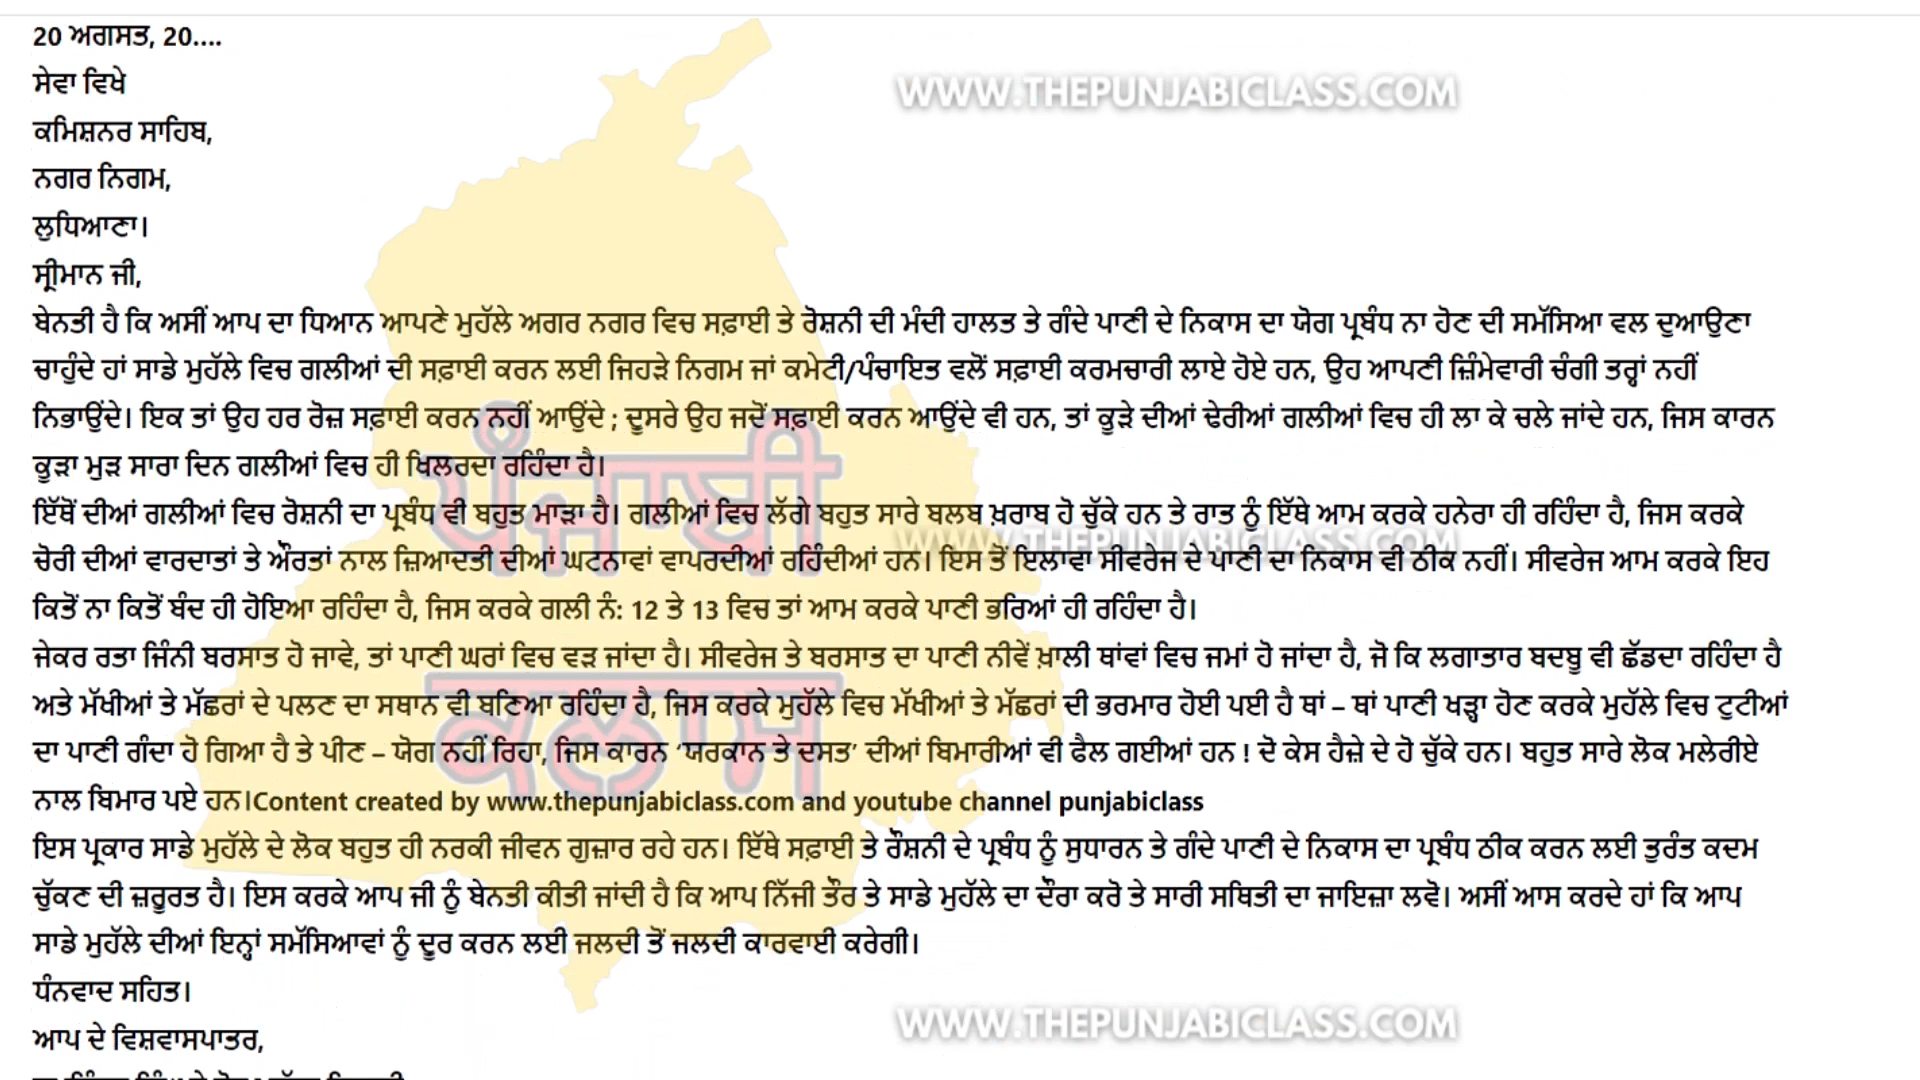 20 ਅਗਸਤ, 20....
ਸੇਵਾ ਵਿਖੇ
WWW.THEPUNJABICLASS.COM
ਕਮਿਸ਼ਨਰ ਸਾਹਿਬ,
ਨਗਰ ਨਿਗਮ,
ਲੁਧਿਆਣਾ।
ਸ੍ਰੀਮਾਨ ਜੀ,
ਬੇਨਤੀ ਹੈ ਕਿ ਅਸੀਂ ਆਪ ਦਾ ਧਿਆਨ ਆਪਣੇ ਮੁਹੱਲੇ ਅਗਰ ਨਗਰ ਵਿਚ ਸਫ਼ਾਈ ਤੇ ਰੋਸ਼ਨੀ ਦੀ ਮੰਦੀ ਹਾਲਤ ਤੇ ਗੰਦੇ ਪਾਣੀ ਦੇ ਨਿਕਾਸ ਦਾ ਯੋਗ ਪ੍ਰਬੰਧ ਨਾ ਹੋਣ ਦੀ ਸਮੱਸਿਆ ਵਲ ਦੁਆਉਣਾ
ਚਾਹੁੰਦੇ ਹਾਂ ਸਾਡੇ ਮੁਹੱਲੇ ਵਿਚ ਗਲੀਆਂ ਦੀ ਸਫ਼ਾਈ ਕਰਨ ਲਈ ਜਿਹੜੇ ਨਿਗਮ ਜਾਂ ਕਮੇਟੀ/ਪੰਚਾਇਤ ਵਲੋਂ ਸਫ਼ਾਈ ਕਰਮਚਾਰੀ ਲਾਏ ਹੋਏ ਹਨ, ਉਹ ਆਪਣੀ ਜ਼ਿੰਮੇਵਾਰੀ ਚੰਗੀ ਤਰ੍ਹਾਂ ਨਹੀਂ
ਨਿਭਾਉਂਦੇ। ਇਕ ਤਾਂ ਉਹ ਹਰ ਰੋਜ਼ ਸਫ਼ਾਈ ਕਰਨ ਨਹੀਂ ਆਉਂਦੇ ; ਦੂਸਰੇ ਉਹ ਜਦੋਂ ਸਫ਼ਾਈ ਕਰਨ ਆਉਂਦੇ ਵੀ ਹਨ, ਤਾਂ ਕੂੜੇ ਦੀਆਂ ਢੇਰੀਆਂ ਗਲੀਆਂ ਵਿਚ ਹੀ ਲਾ ਕੇ ਚਲੇ ਜਾਂਦੇ ਹਨ, ਜਿਸ ਕਾਰਨ
ਕੂੜਾ ਮੁੜ ਸਾਰਾ ਦਿਨ ਗਲੀਆਂ ਵਿਚ ਹੀ ਖਿਲਰਦਾ ਰਹਿੰਦਾ ਹੈ।
ਪੰਜਾਬੀ
ਇੱਥੋਂ ਦੀਆਂ ਗਲੀਆਂ ਵਿਚ ਰੋਸ਼ਨੀ ਦਾ ਪ੍ਰਬੰਧ ਵੀ ਬਹੁਤ ਮਾੜਾ ਹੈ। ਗਲੀਆਂ ਵਿਚ ਲੱਗੇ ਬਹੁਤ ਸਾਰੇ ਬਲਬ ਖ਼ਰਾਬ ਹੋ ਚੁੱਕੇ ਹਨ ਤੇ ਰਾਤ ਨੂੰ ਇੱਥੇ ਆਮ ਕਰਕੇ ਹਨੇਰਾ ਹੀ ਰਹਿੰਦਾ ਹੈ, ਜਿਸ ਕਰਕੇ
WWW.THEPUNJABICLASS.COM
ਚੋਰੀ ਦੀਆਂ ਵਾਰਦਾਤਾਂ ਤੇ ਔਰਤਾਂ ਨਾਲ ਜ਼ਿਆਦਤੀ ਦੀਆਂ ਘਟਨਾਵਾਂ ਵਾਪਰਦੀਆਂ ਰਹਿੰਦੀਆਂ ਹਨ। ਇਸ ਤੋਂ ਇਲਾਵਾ ਸੀਵਰੇਜ ਦੇ ਪਾਣੀ ਦਾ ਨਿਕਾਸ ਵੀ ਠੀਕ ਨਹੀਂ। ਸੀਵਰੇਜ ਆਮ ਕਰਕੇ ਇਹ
ਕਿਤੋਂ ਨਾ ਕਿਤੋਂ ਬੰਦ ਹੀ ਹੋਇਆ ਰਹਿੰਦਾ ਹੈ, ਜਿਸ ਕਰਕੇ ਗਲੀ ਨੰ: 12 ਤੇ 13 ਵਿਚ ਤਾਂ ਆਮ ਕਰਕੇ ਪਾਣੀ ਭਰਿਆਂ ਹੀ ਰਹਿੰਦਾ ਹੈ।
ਜੇਕਰ ਰਤਾ ਜਿੰਨੀ ਬਰਸਾਤ ਹੋ ਜਾਵੇ, ਤਾਂ ਪਾਣੀ ਘਰਾਂ ਵਿਚ ਵੜ ਜਾਂਦਾ ਹੈ। ਸੀਵਰੇਜ ਤੇ ਬਰਸਾਤ ਦਾ ਪਾਣੀ ਨੀਵੇਂ ਖ਼ਾਲੀ ਥਾਂਵਾਂ ਵਿਚ ਜਮਾਂ ਹੋ ਜਾਂਦਾ ਹੈ, ਜੋ ਕਿ ਲਗਾਤਾਰ ਬਦਬੂ ਵੀ ਛੱਡਦਾ ਰਹਿੰਦਾ ਹੈ
ਅਤੇ ਮੱਖੀਆਂ ਤੇ ਮੱਛਰਾਂ ਦੇ ਪਲਣ ਦਾ ਸਥਾਨ ਵੀ ਬਣਿਆ ਰਹਿੰਦਾ ਹੈ, ਜਿਸ ਕਰਕੇ ਮੁਹੱਲੇ ਵਿਚ ਮੱਖੀਆਂ ਤੇ ਮੱਛਰਾਂ ਦੀ ਭਰਮਾਰ ਹੋਈ ਪਈ ਹੈ ਥਾਂ – ਥਾਂ ਪਾਣੀ ਖੜ੍ਹਾ ਹੋਣ ਕਰਕੇ ਮੁਹੱਲੇ ਵਿਚ ਟੁਟੀਆਂ
ਕਲਾਸ
ਦਾ ਪਾਣੀ ਗੰਦਾ ਹੋ ਗਿਆ ਹੈ ਤੇ ਪੀਣ – ਯੋਗ ਨਹੀਂ ਰਿਹਾ, ਜਿਸ ਕਾਰਨ ‘ਯਰਕਾਨ ਤੇ ਦਸਤ’ ਦੀਆਂ ਬਿਮਾਰੀਆਂ ਵੀ ਫੈਲ ਗਈਆਂ ਹਨ ! ਦੋ ਕੇਸ ਹੈਜ਼ੇ ਦੇ ਹੋ ਚੁੱਕੇ ਹਨ। ਬਹੁਤ ਸਾਰੇ ਲੋਕ ਮਲੇਰੀਏ
ਨਾਲ ਬਿਮਾਰ ਪਏ ਹਨ।Content created by www.thepunjabiclass.com and youtube channel punjabiclass
ਇਸ ਪ੍ਰਕਾਰ ਸਾਡੇ ਮੁਹੱਲੇ ਦੇ ਲੋਕ ਬਹੁਤ ਹੀ ਨਰਕੀ ਜੀਵਨ ਗੁਜ਼ਾਰ ਰਹੇ ਹਨ। ਇੱਥੇ ਸਫ਼ਾਈ ਤੇ ਰੌਸ਼ਨੀ ਦੇ ਪ੍ਰਬੰਧ ਨੂੰ ਸੁਧਾਰਨ ਤੇ ਗੰਦੇ ਪਾਣੀ ਦੇ ਨਿਕਾਸ ਦਾ ਪ੍ਰਬੰਧ ਠੀਕ ਕਰਨ ਲਈ ਤੁਰੰਤ ਕਦਮ
ਚੁੱਕਣ ਦੀ ਜ਼ਰੂਰਤ ਹੈ। ਇਸ ਕਰਕੇ ਆਪ ਜੀ ਨੂੰ ਬੇਨਤੀ ਕੀਤੀ ਜਾਂਦੀ ਹੈ ਕਿ ਆਪ ਨਿੱਜੀ ਤੌਰ ਤੇ ਸਾਡੇ ਮੁਹੱਲੇ ਦਾ ਦੌਰਾ ਕਰੋ ਤੇ ਸਾਰੀ ਸਥਿਤੀ ਦਾ ਜਾਇਜ਼ਾ ਲਵੋ। ਅਸੀਂ ਆਸ ਕਰਦੇ ਹਾਂ ਕਿ ਆਪ
ਸਾਡੇ ਮੁਹੱਲੇ ਦੀਆਂ ਇਨ੍ਹਾਂ ਸਮੱਸਿਆਵਾਂ ਨੂੰ ਦੂਰ ਕਰਨ ਲਈ ਜਲਦੀ ਤੋਂ ਜਲਦੀ ਕਾਰਵਾਈ ਕਰੇਗੀ।
ਧੰਨਵਾਦ ਸਹਿਤ।
WWW.THEPUNJABICLASS.COM
ਆਪ ਦੇ ਵਿਸ਼ਵਾਸਪਾਤਰ,